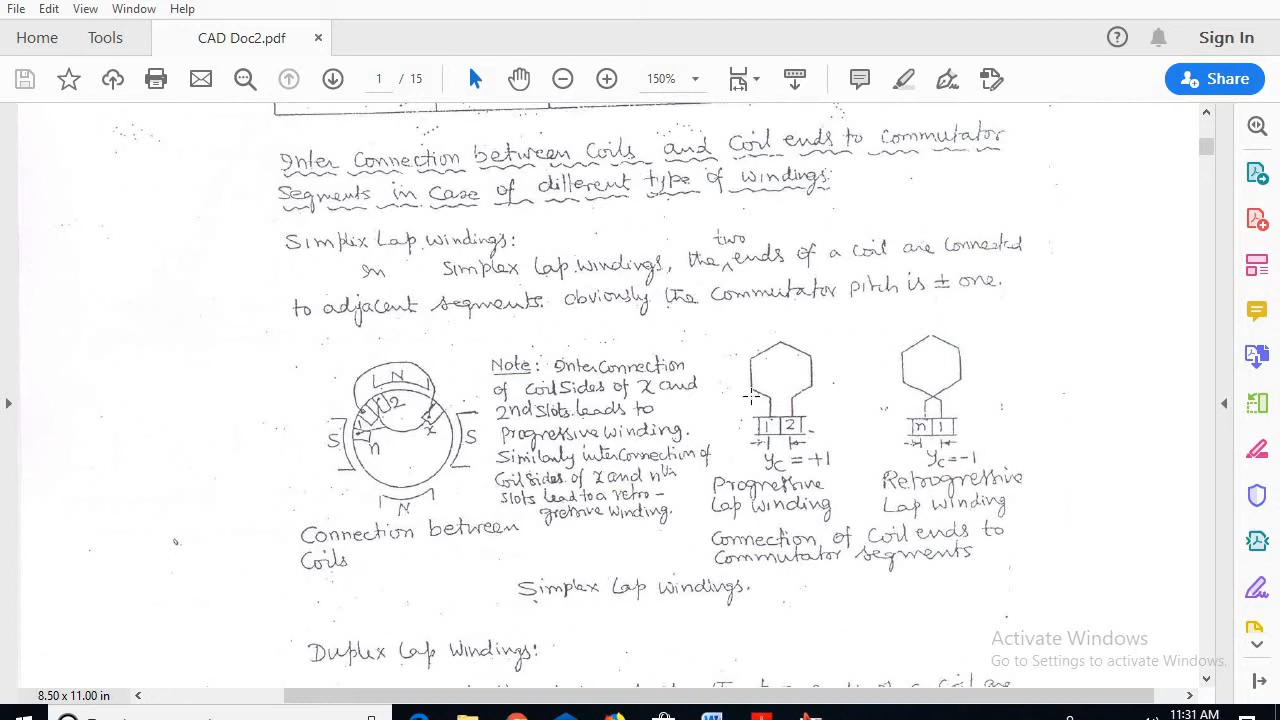 File Edit View Window Help
Home Tools CAD Doc2.pdf × Sign In
1 / 15 150% Share
Inter Connection between Coils and Coil ends to Commutator
Segments in Case of different type of windings:
Simplex Lap windings:
In Simplex Lap windings, the two ends of a coil are connected
to adjacent segments. obviously the commutator pitch is ± one.
N
1 2
n x
S S
N
Connection between
Coils
Note: InterConnection
of Coil Sides of x and
2nd slots leads to
progressive winding.
Similarly interConnection of
Coil sides of x and nth
slots lead to a retro-
gressive winding.
1 2
yc = +1
Progressive
Lap winding
n 1
yc = -1
Retrogressive
Lap winding
Connection of Coil ends to
Commutator segments
Simplex Lap windings.
Duplex Lap windings:
Activate Windows
Go to Settings to activate Windows.
8.50 x 11.00 in
11:31 AM